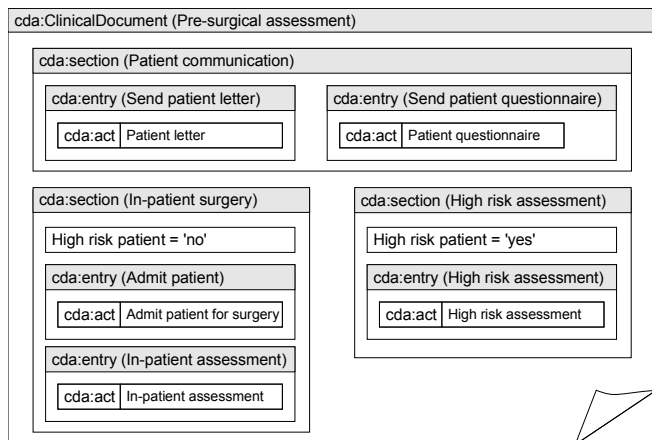 cda:ClinicalDocument (Pre-surgical assessment)
cda:section (Patient communication)
cda:entry (Send patient letter)
cda:act Patient letter
cda:entry (Send patient questionnaire)
cda:act Patient questionnaire
cda:section (In-patient surgery)
High risk patient = 'no'
cda:entry (Admit patient)
cda:act Admit patient for surgery
cda:entry (In-patient assessment)
cda:act In-patient assessment
cda:section (High risk assessment)
High risk patient = 'yes'
cda:entry (High risk assessment)
cda:act High risk assessment